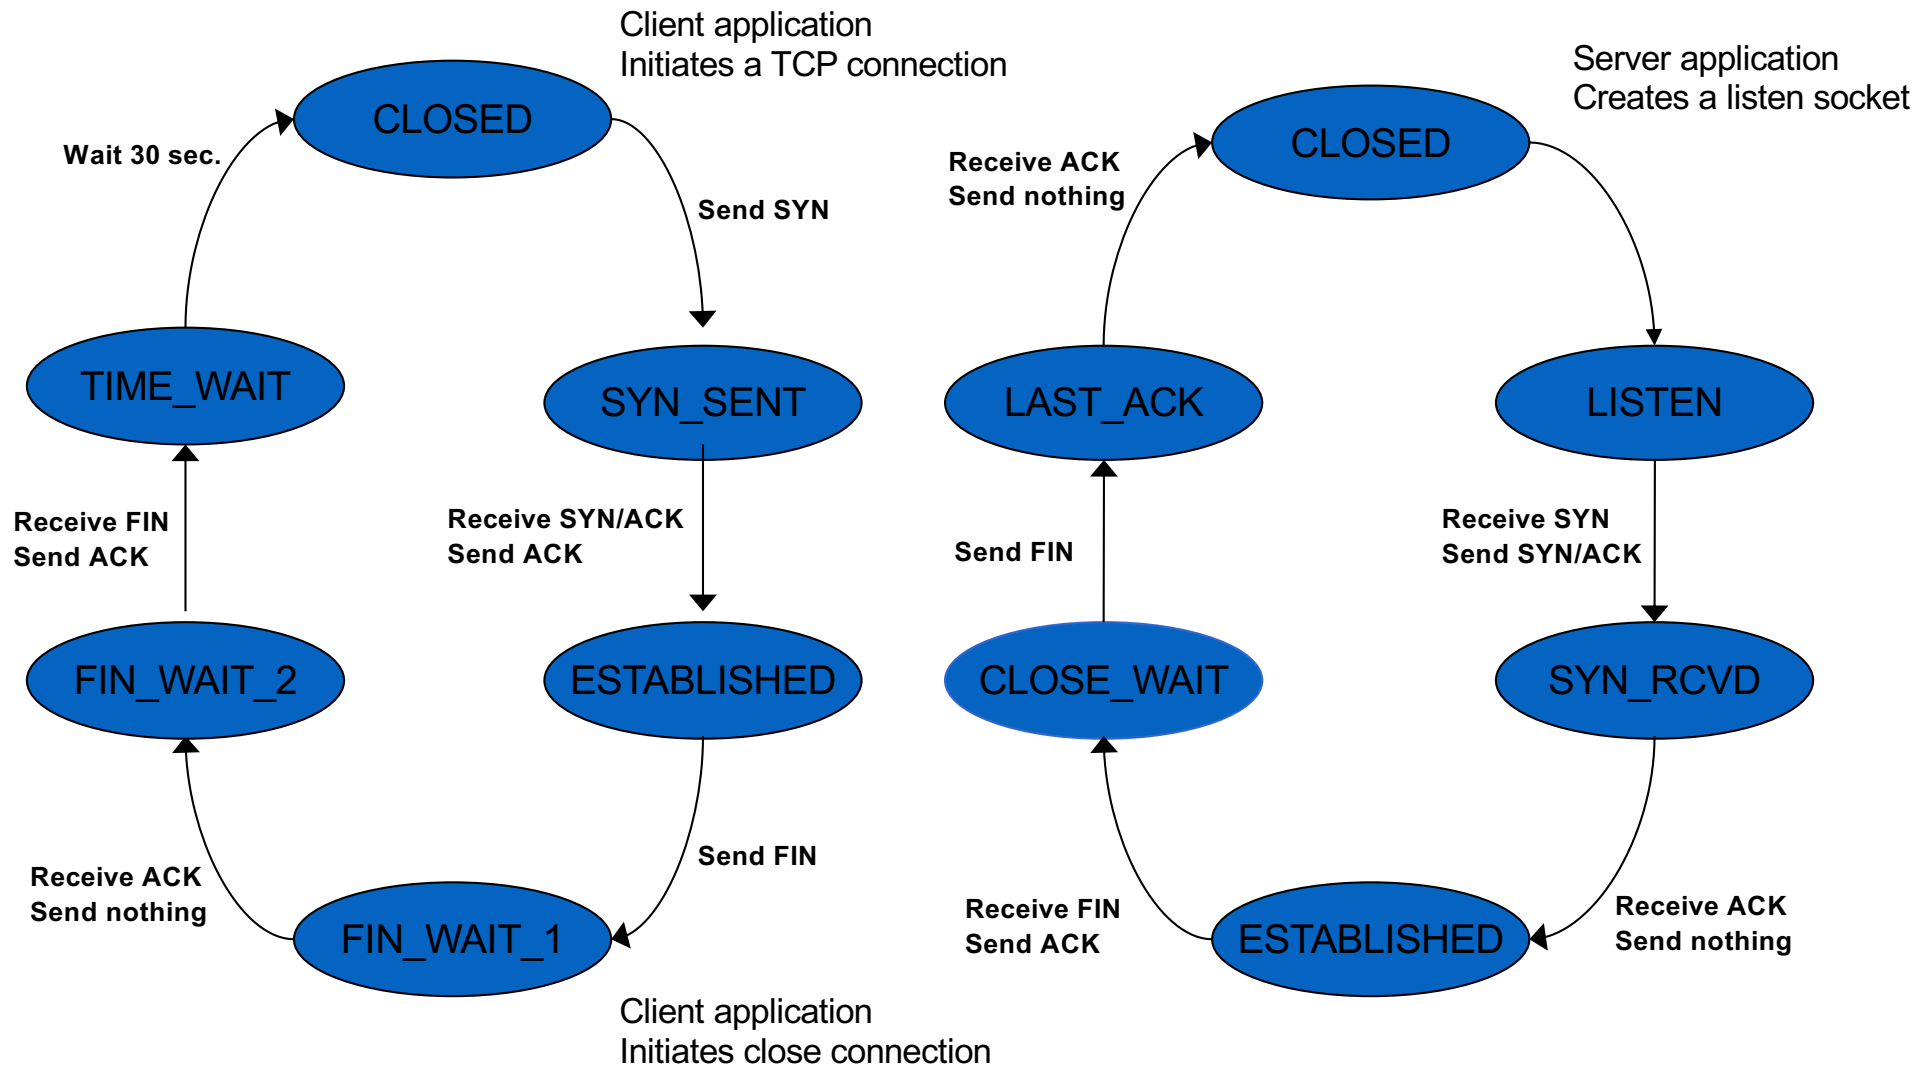 Client application
Initiates a TCP connection
CLOSED
Wait 30 sec.
Send SYN
TIME_WAIT
SYN_SENT
Receive FIN
Send ACK
Receive SYN/ACK
Send ACK
FIN_WAIT_2
ESTABLISHED
Receive ACK
Send nothing
Send FIN
FIN_WAIT_1
Client application
Initiates close connection
Server application
Creates a listen socket
CLOSED
Receive ACK
Send nothing
LAST_ACK
LISTEN
Send FIN
Receive SYN
Send SYN/ACK
CLOSE_WAIT
SYN_RCVD
Receive FIN
Send ACK
ESTABLISHED
Receive ACK
Send nothing